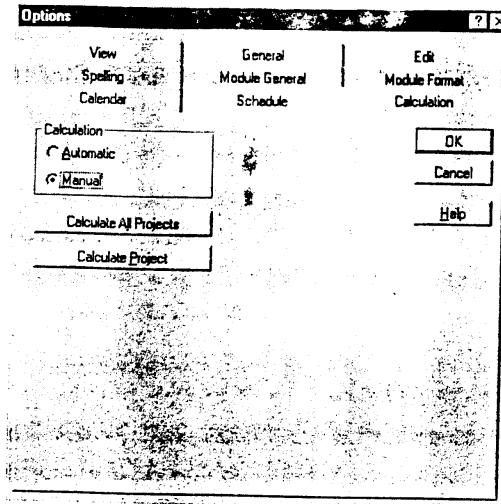 Options ? ×
View General Edit
Spelling Module General Module Format
Calendar Schedule Calculation
Calculation
Automatic
Manual
Calculate All Projects
Calculate Project
OK
Cancel
Help